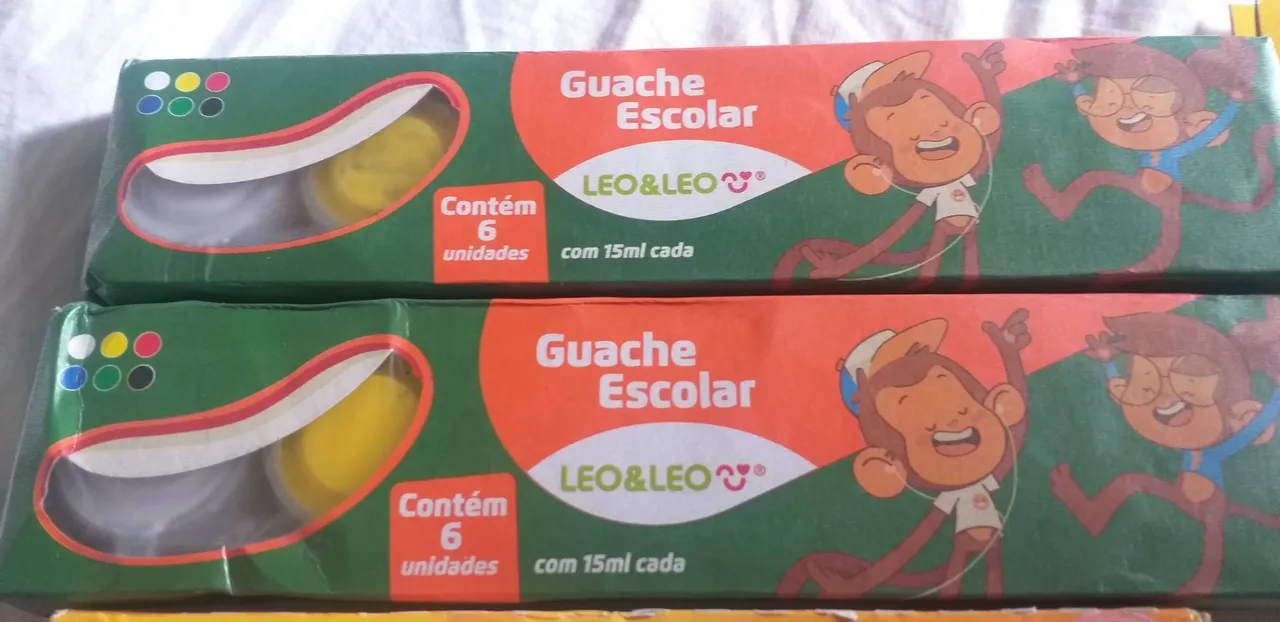 Guache
Escolar
LEO&LEO®
Contém
6
unidades
com 15ml cada
Guache
Escolar
LEO&LEO®
Contém
6
unidades
com 15ml cada